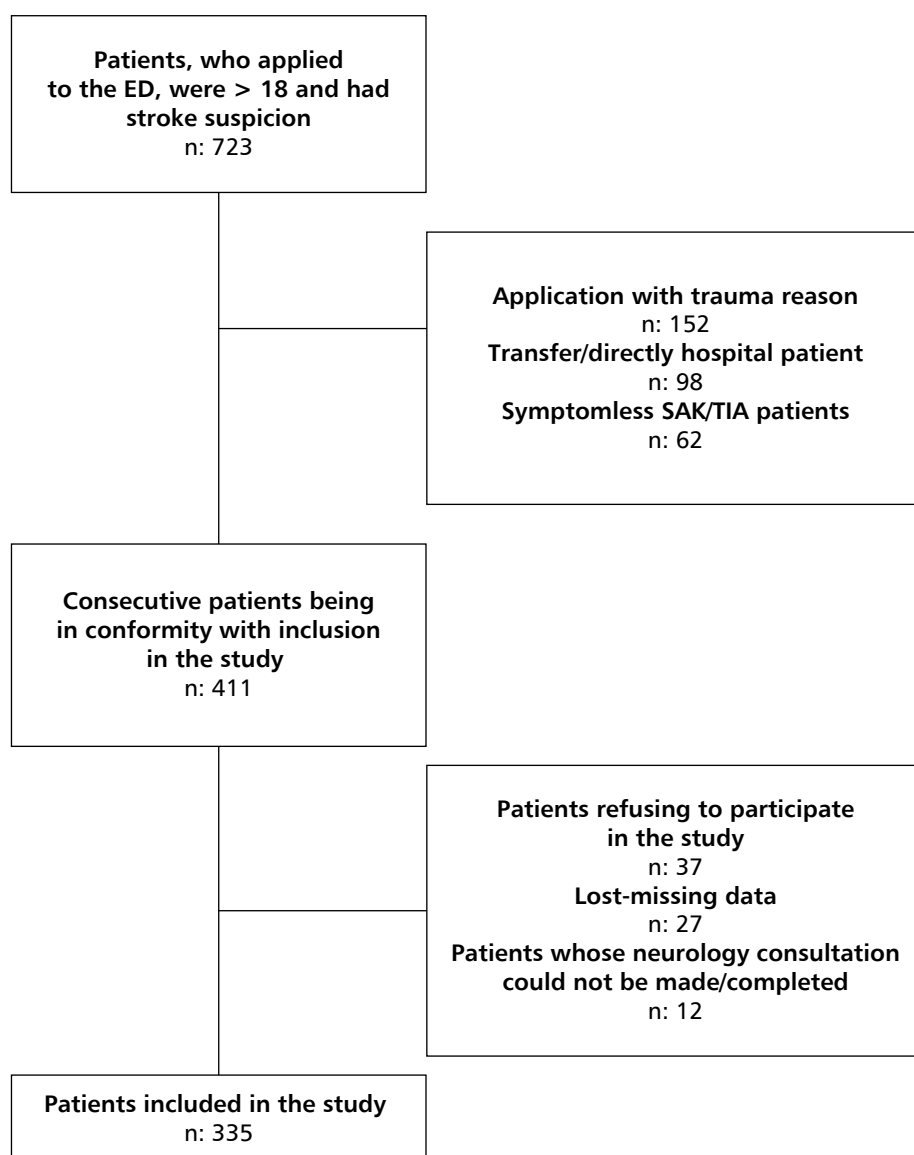 Patients, who applied
to the ED, were > 18 and had
stroke suspicion
n: 723
Application with trauma reason
n: 152
Transfer/directly hospital patient
n: 98
Symptomless SAK/TIA patients
n: 62
Consecutive patients being
in conformity with inclusion
in the study
n: 411
Patients refusing to participate
in the study
n: 37
Lost-missing data
n: 27
Patients whose neurology consultation
could not be made/completed
n: 12
Patients included in the study
n: 335